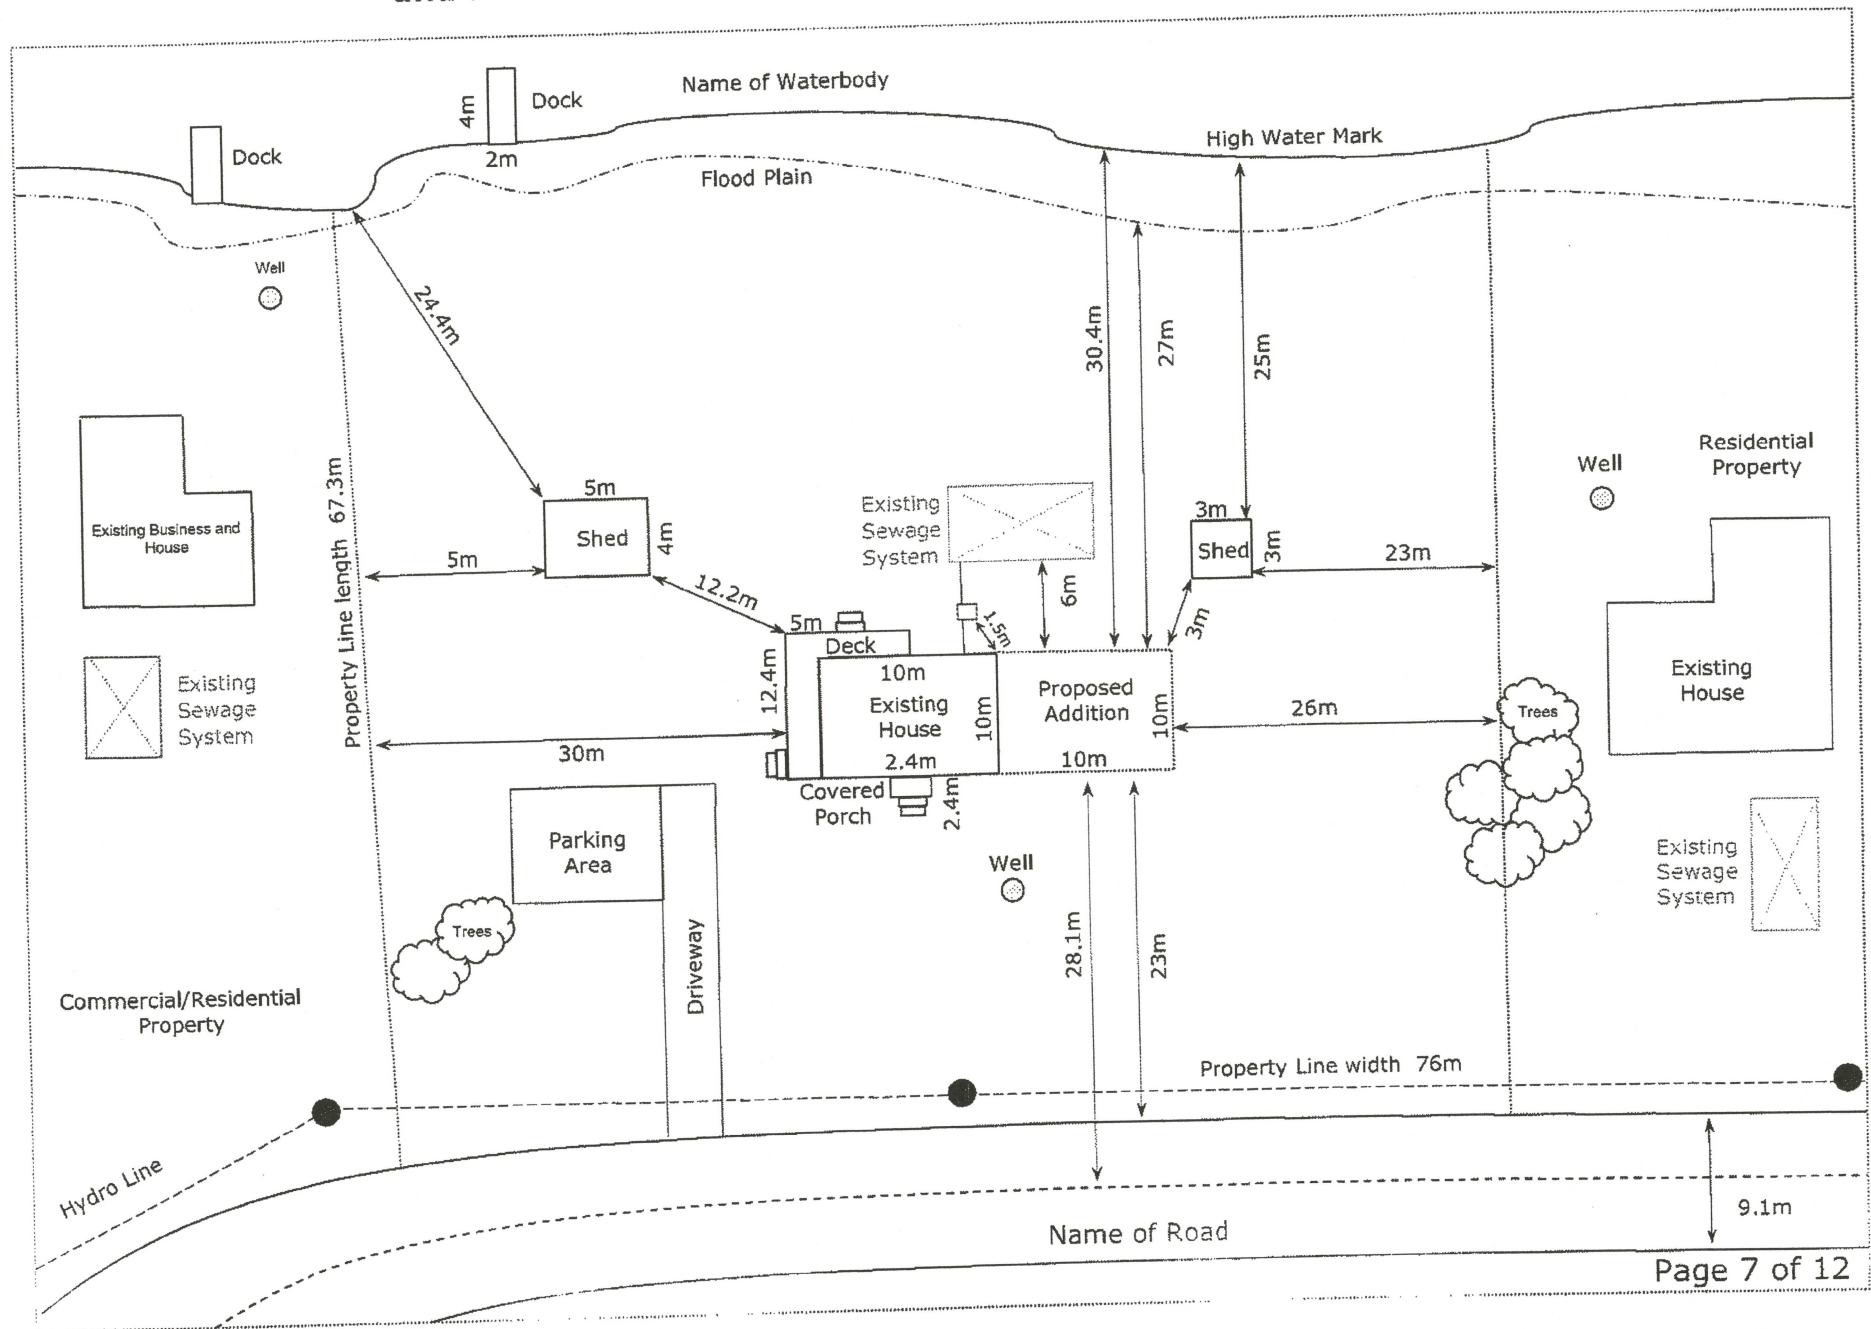 Name of Waterbody
Dock
4m
High Water Mark
Dock
2m
Flood Plain
Well
24.4m
30.4m
27m
25m
Residential
Property
Well
Property Line length 67.3m
5m
Existing
Sewage
System
3m
Existing Business and
House
Shed
4m
Shed
3m
23m
5m
12.2m
6m
1.5m
3m
5m
Deck
12.4m
10m
Existing
House
10m
2.4m
Proposed
Addition
10m
10m
26m
Trees
Existing
House
Existing
Sewage
System
30m
Covered
Porch
2.4m
Parking
Area
Well
Existing
Sewage
System
Trees
Driveway
28.1m
23m
Commercial/Residential
Property
Property Line width 76m
Hydro Line
9.1m
Name of Road
Page 7 of 12